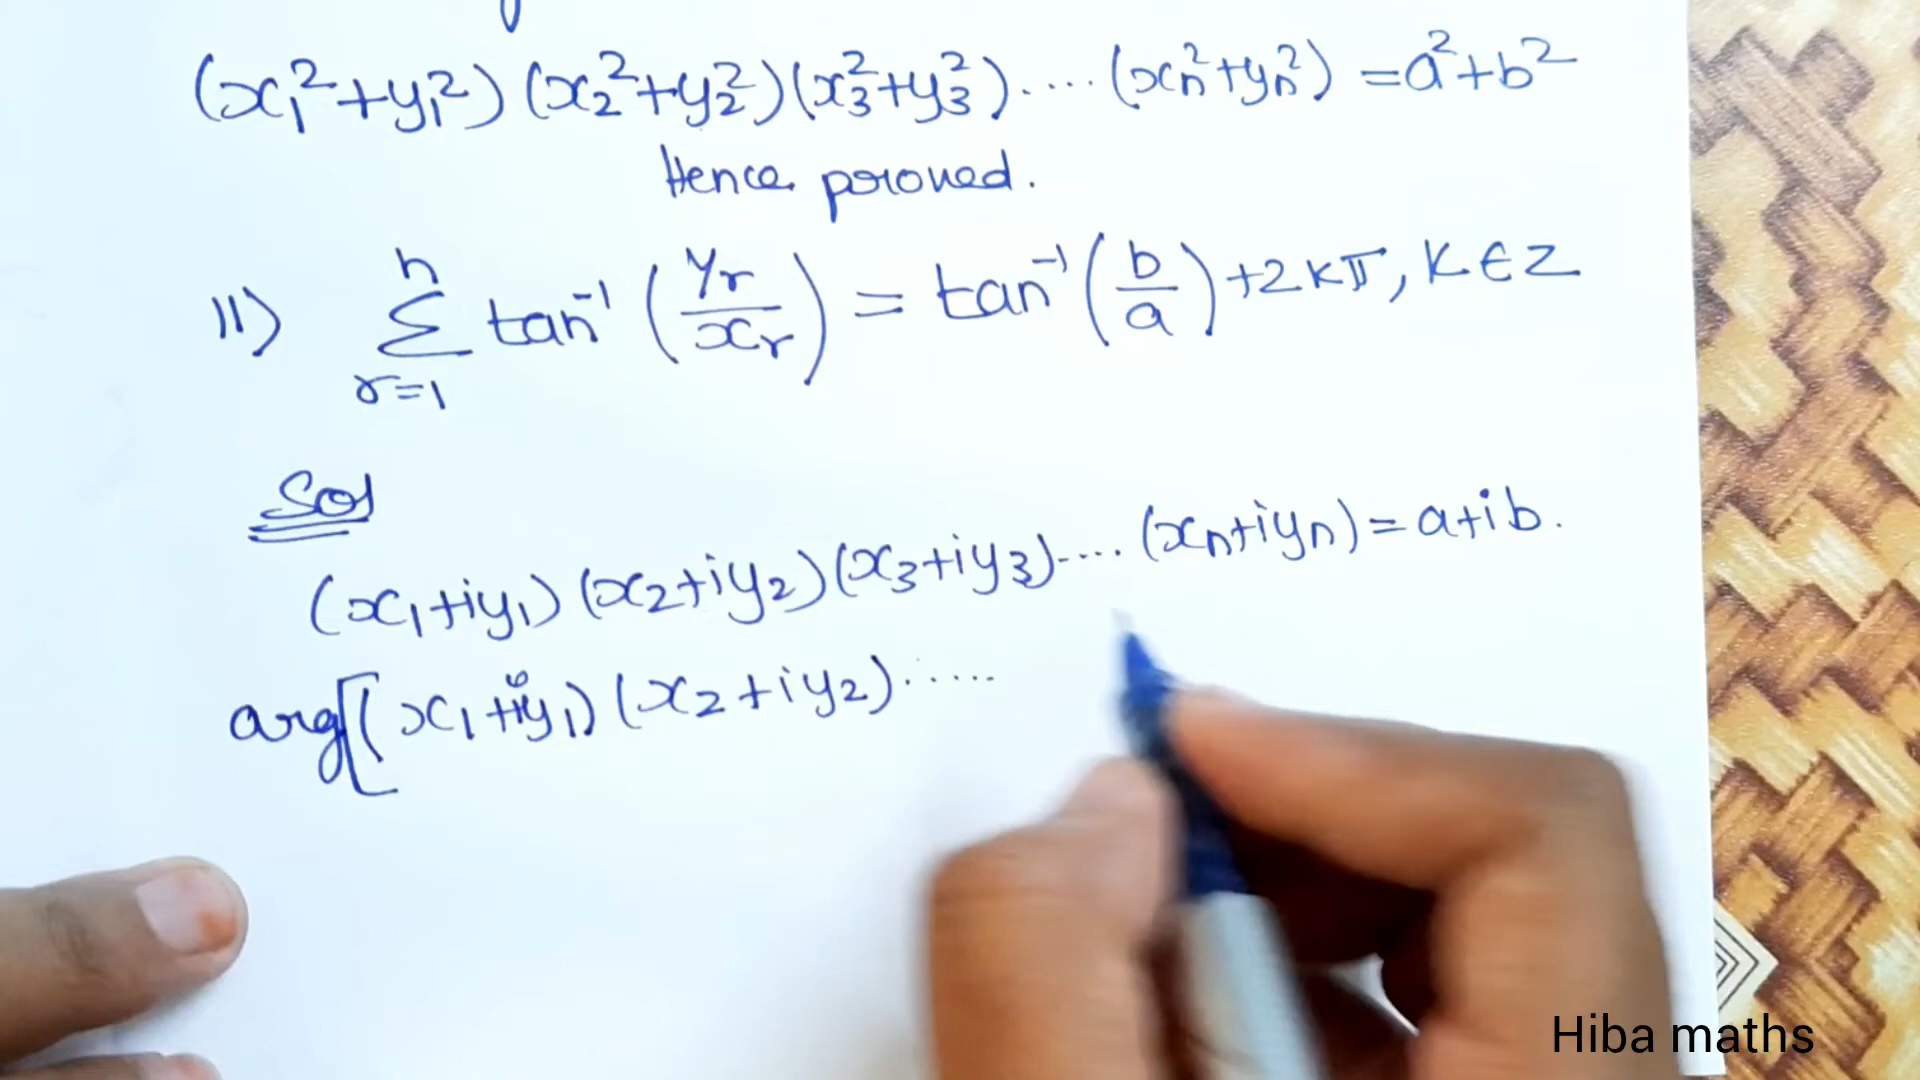 (x₁²+y₁²)(x₂²+y₂²)(x₃²+y₃²)....(xₙ²+yₙ²) = a²+b²
Hence proved.
ii) n Σ r=1 tan⁻¹(yᵣ/xᵣ) = tan⁻¹(b/a)+2kπ, k∈Z
Sol
(x₁+iy₁)(x₂+iy₂)(x₃+iy₃)....(xₙ+iyₙ) = a+ib.
arg[(x₁+iy₁)(x₂+iy₂).....
Hiba maths